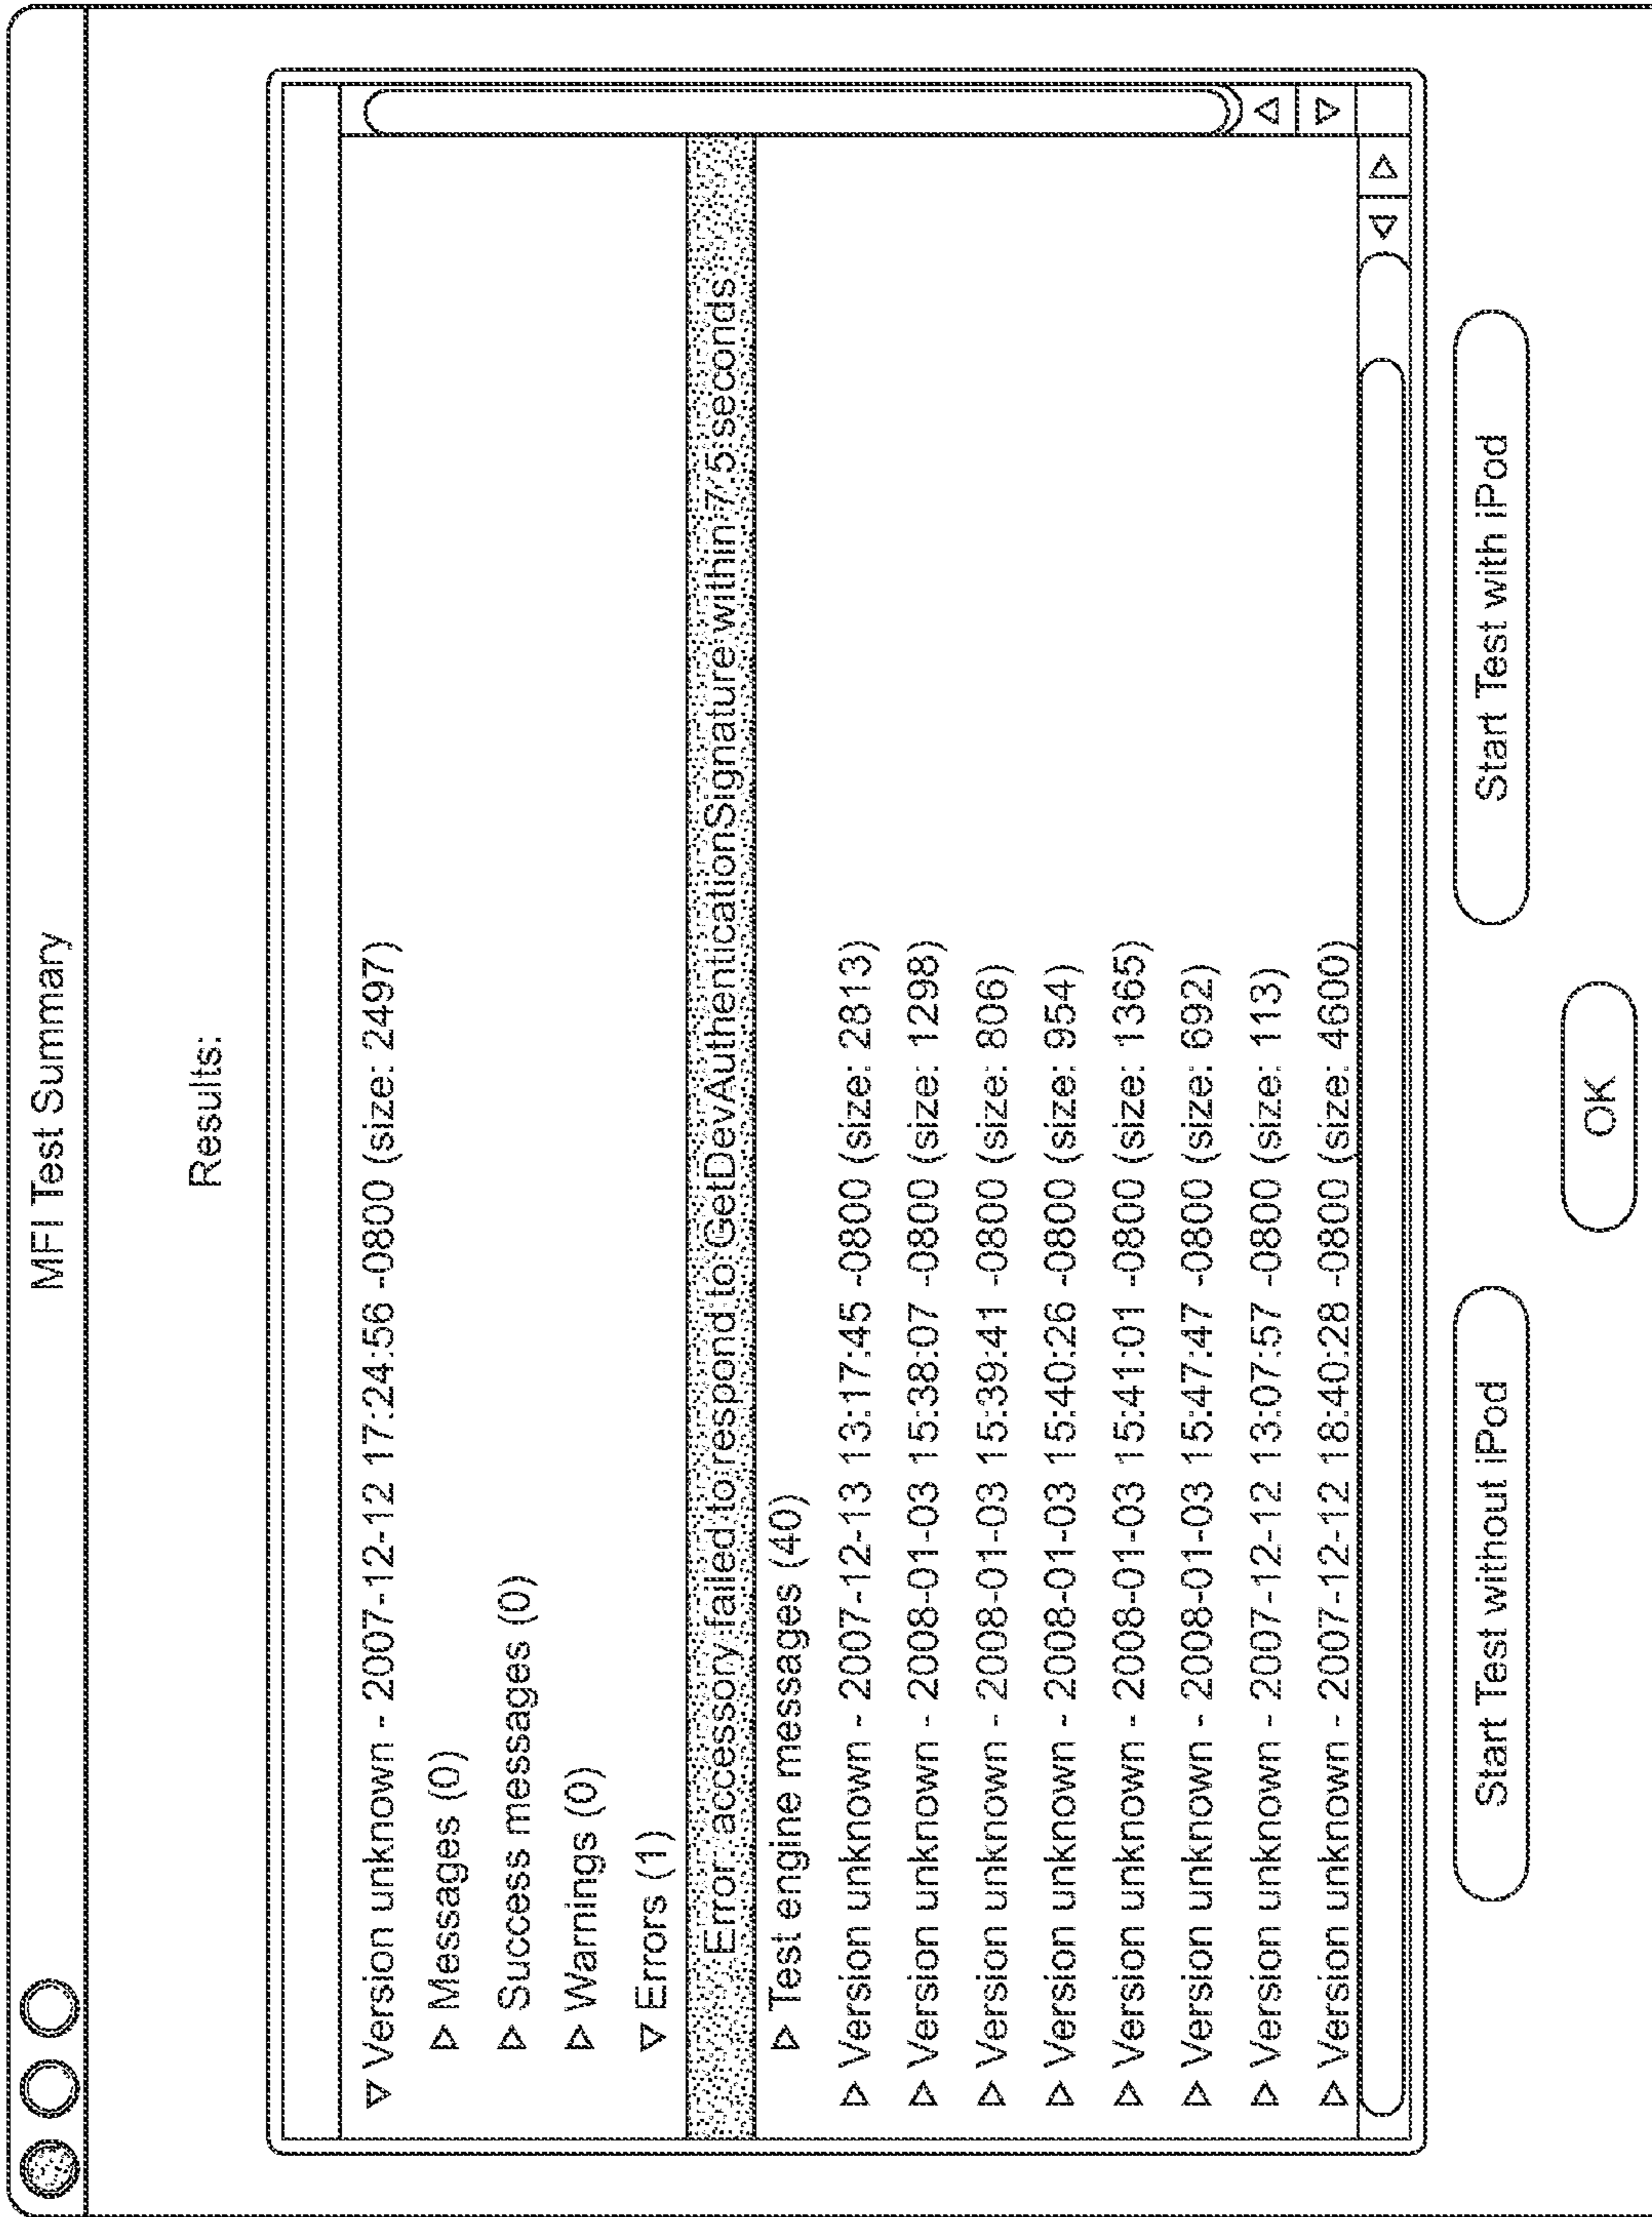 MFI Test Summary
Results:
Version unknown - 2007-12-12 17:24:56 -0800 (size: 2497)
Messages (0)
Success messages (0)
Warnings (0)
Errors (1)
Error: accessory failed to respond to GetDevAuthenticationSignature within 7.5 seconds
Test engine messages (40)
Version unknown - 2007-12-13 13:17:45 -0800 (size: 2813)
Version unknown - 2008-01-03 15:38:07 -0800 (size: 1298)
Version unknown - 2008-01-03 15:39:41 -0800 (size: 806)
Version unknown - 2008-01-03 15:40:26 -0800 (size: 954)
Version unknown - 2008-01-03 15:41:01 -0800 (size: 1365)
Version unknown - 2008-01-03 15:47:47 -0800 (size: 692)
Version unknown - 2007-12-12 13:07:57 -0800 (size: 113)
Version unknown - 2007-12-12 18:40:28 -0800 (size: 4600)
Start Test without iPod
Start Test with iPod
OK